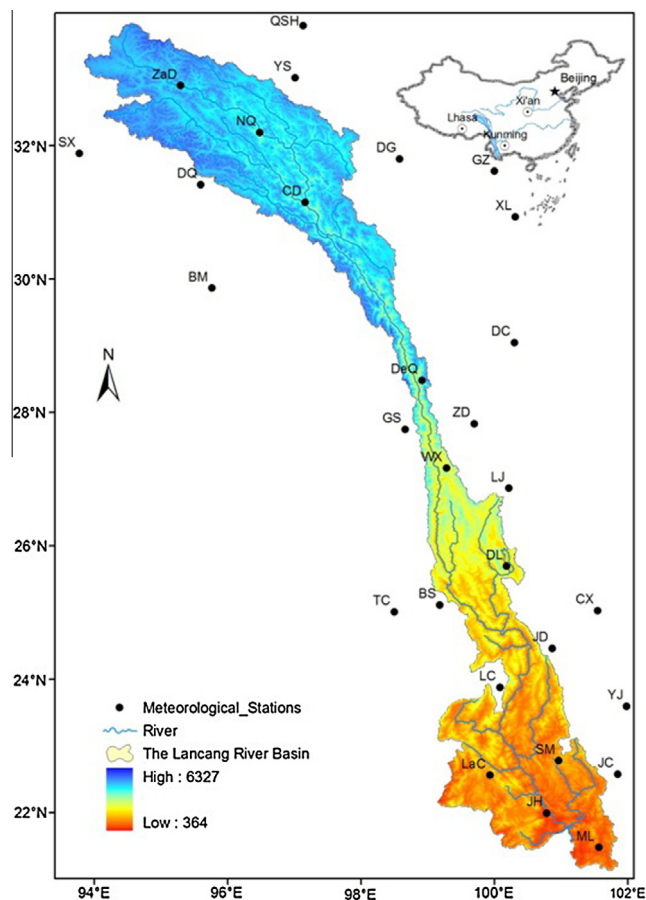 QSH
Beijing
Xi'an
Lhasa
Kunming
YS
ZaD
NQ
SX
32°N
DG
GZ
DQ
CD
XL
BM
30°N
N
DC
DeQ
28°N
GS
ZD
WX
LJ
26°N
DL
TC
BS
CX
JD
24°N
LC
YJ
Meteorological_Stations
River
The Lancang River Basin
High : 6327
Low : 364
SM
LaC
JC
22°N
JH
ML
94°E
96°E
98°E
100°E
102°E